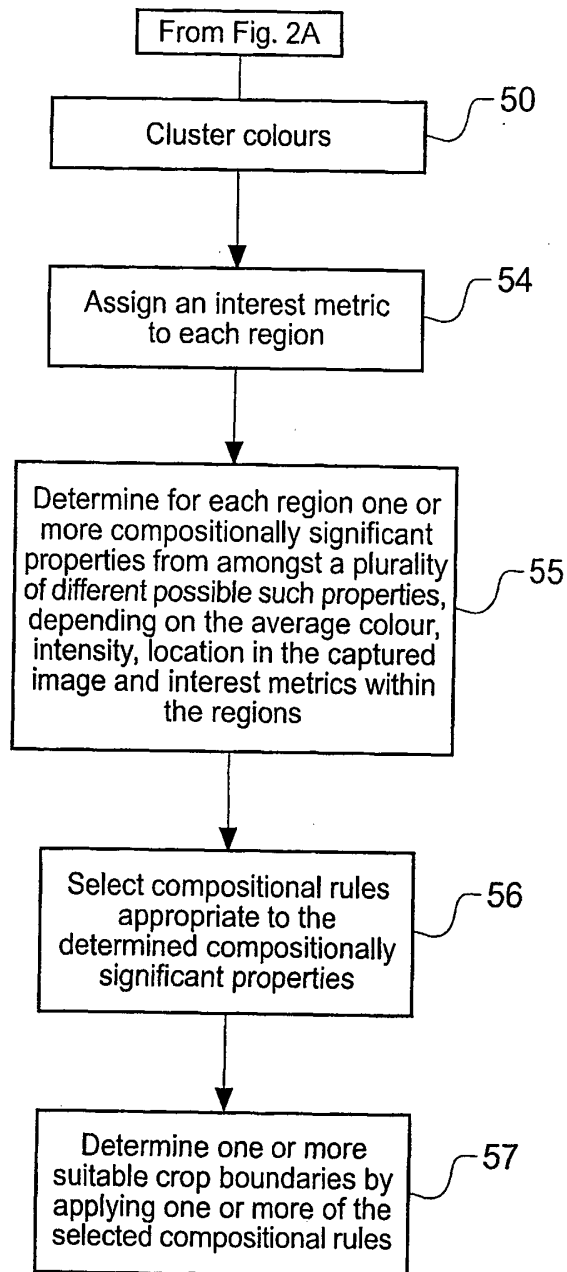 From Fig. 2A
50
Cluster colours
54
Assign an interest metric
to each region
Determine for each region one or
more compositionally significant
properties from amongst a plurality
of different possible such properties,
55
depending on the average colour,
intensity, location in the captured
image and interest metrics within
the regions
Select compositional rules
56
appropriate to the
determined compositionally
significant properties
Determine one or more
57
suitable crop boundaries by
applying one or more of the
selected compositional rules